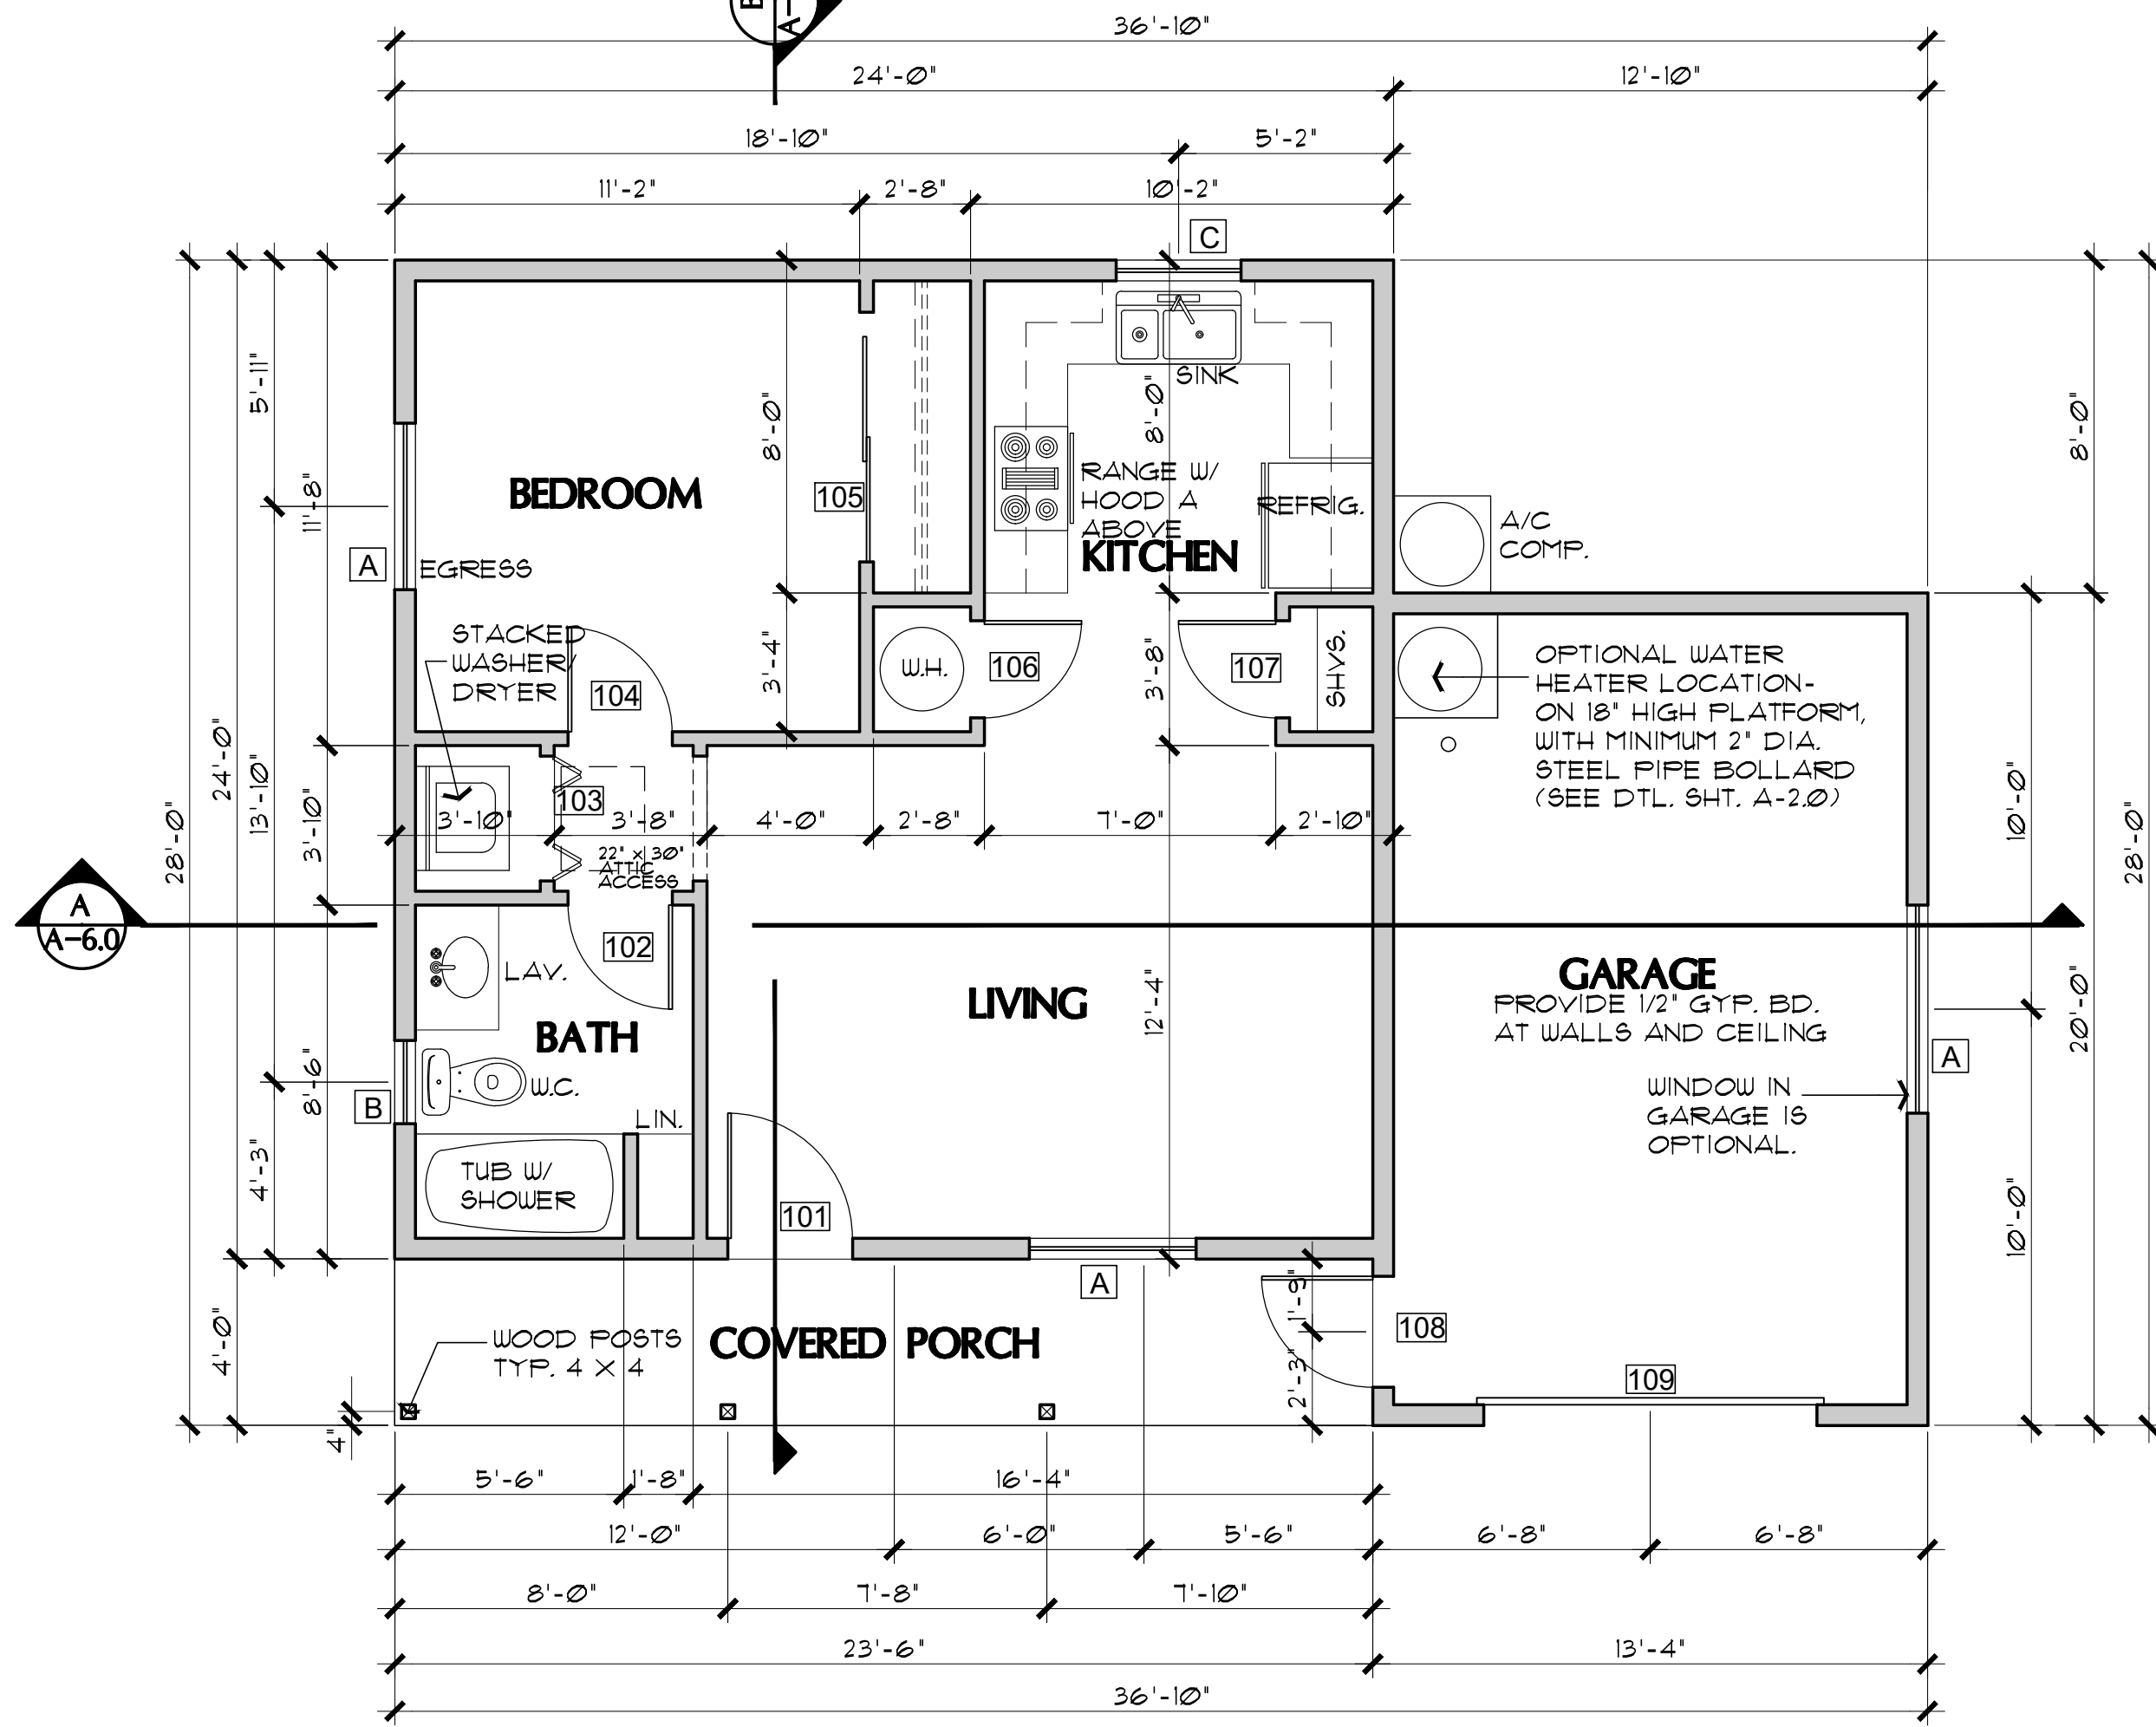 B
A-
36'-10"
24'-0"
12'-10"
18'-10"
5'-2"
11'-2"
2'-8"
10'-2"
C
SINK
8'-0"
8'-0"
8'-0"
5'-11"
11'-8"
BEDROOM
105
RANGE W/
HOOD A
ABOVE
REFRIG.
KITCHEN
A/C
COMP.
A
EGRESS
STACKED
WASHER/
DRYER
104
3'-4"
W.H.
106
3'-8"
107
SHVS.
OPTIONAL WATER
HEATER LOCATION-
ON 18" HIGH PLATFORM,
WITH MINIMUM 2" DIA.
STEEL PIPE BOLLARD
(SEE DTL. SHT. A-2.0)
28'-0"
24'-0"
13'-10"
3'-10"
103
3'-10"
3'-8"
4'-0"
2'-8"
7'-0"
2'-10"
22" x 30"
ATTIC
ACCESS
10'-0"
28'-0"
A
A-6.0
102
LAV.
BATH
LIVING
12'-4"
GARAGE
PROVIDE 1/2" GYP. BD.
AT WALLS AND CEILING
20'-0"
A
WINDOW IN
GARAGE IS
OPTIONAL.
8'-6"
B
W.C.
LIN.
4'-3"
TUB W/
SHOWER
101
10'-0"
A
1'-9"
108
4'-0"
WOOD POSTS
TYP. 4 X 4
COVERED PORCH
2'-3"
109
4"
5'-6"
1'-8"
16'-4"
12'-0"
6'-0"
5'-6"
6'-8"
6'-8"
8'-0"
7'-8"
7'-10"
23'-6"
13'-4"
36'-10"